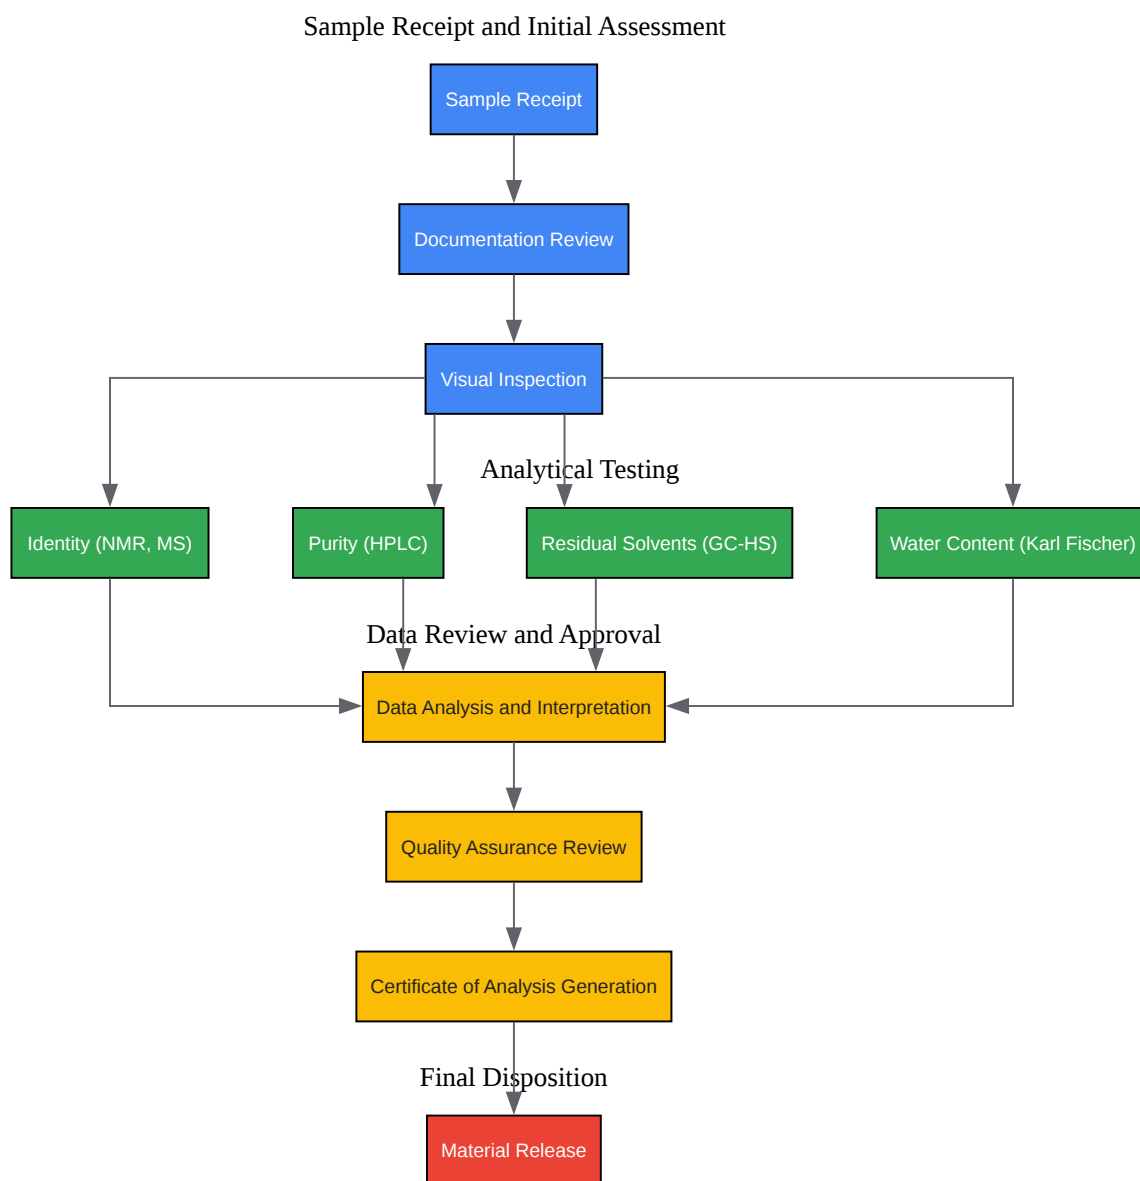 Sample Receipt and Initial Assessment
Sample Receipt
Documentation Review
Visual Inspection
Analytical Testing
Identity (NMR, MS)
Purity (HPLC)
Residual Solvents (GC-HS)
Water Content (Karl Fischer)
Data Review and Approval
Data Analysis and Interpretation
Quality Assurance Review
Certificate of Analysis Generation
Final Disposition
Material Release